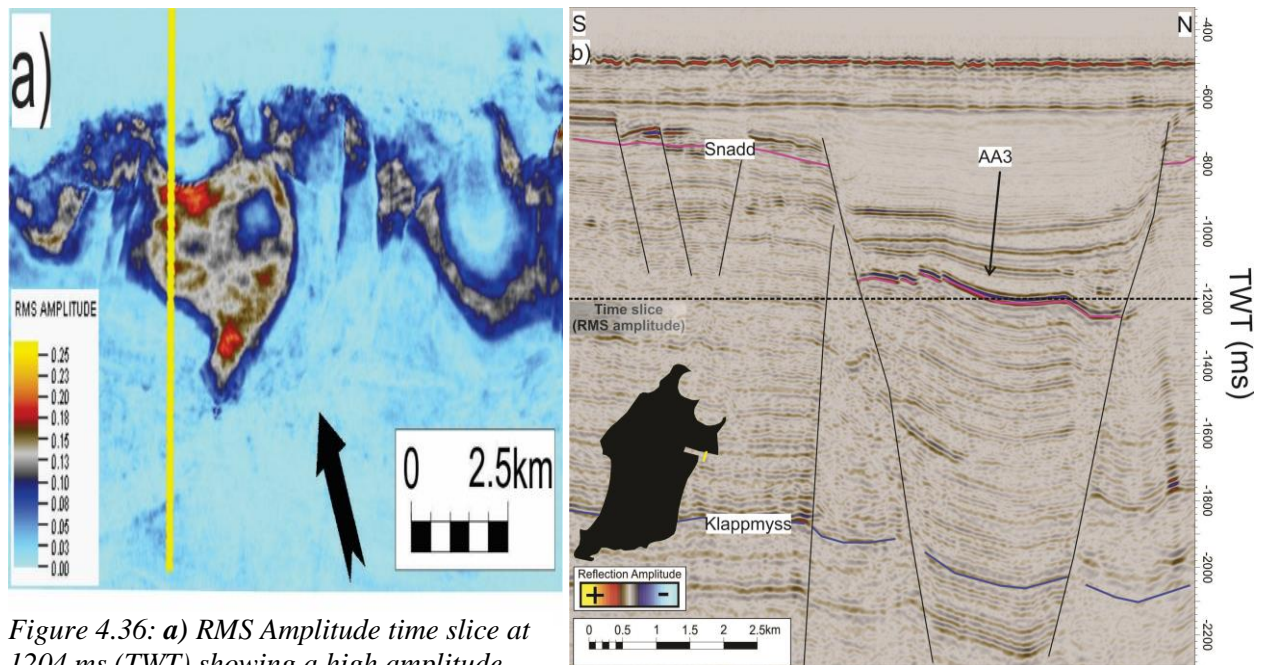 a)
RMS AMPLITUDE
0.25
0.23
0.20
0.18
0.15
0.13
0.10
0.08
0.05
0.03
0.00
0 2.5km
Figure 4.36: a) RMS Amplitude time slice at
1204 ms (TWT) showing a high amplitude
S N
b)
Snadd
AA3
Time slice
(RMS amplitude)
Klappmyss
Reflection Amplitude
+ -
0 0.5 1 1.5 2 2.5km
-400
-600
-800
-1000
-1200
-1400
-1600
-1800
-2000
-2200
TWT (ms)